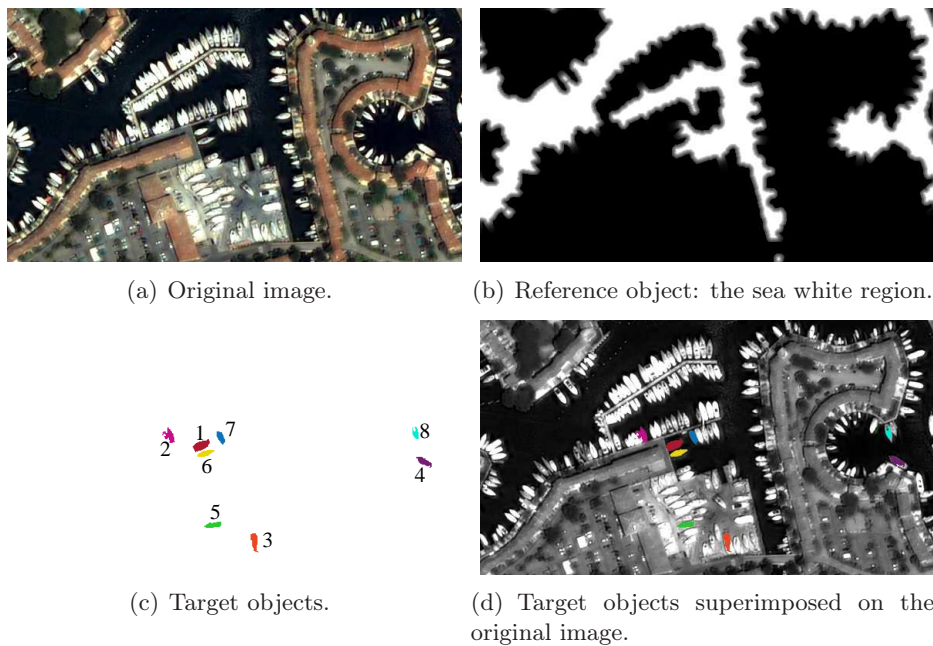 (a) Original image.
(b) Reference object: the sea white region.
1
7
8
2
6
4
5
3
(c) Target objects.
(d) Target objects superimposed on the
original image.